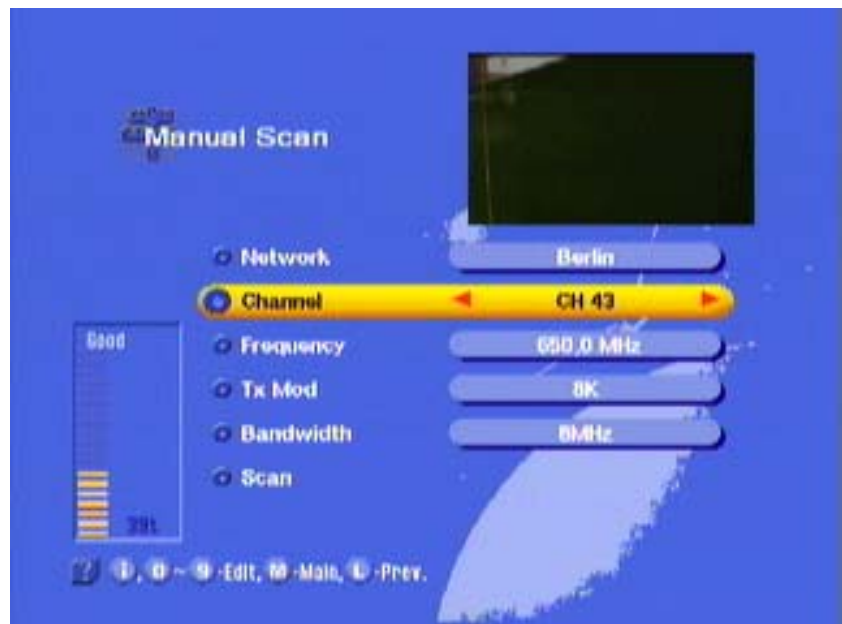 Manual Scan
Network Berlin
Channel CH 43
Good
Frequency 650,0 MHz
Tx Mod 8K
Bandwidth 8MHz
Scan
-Edit, M -Main, -Prev.